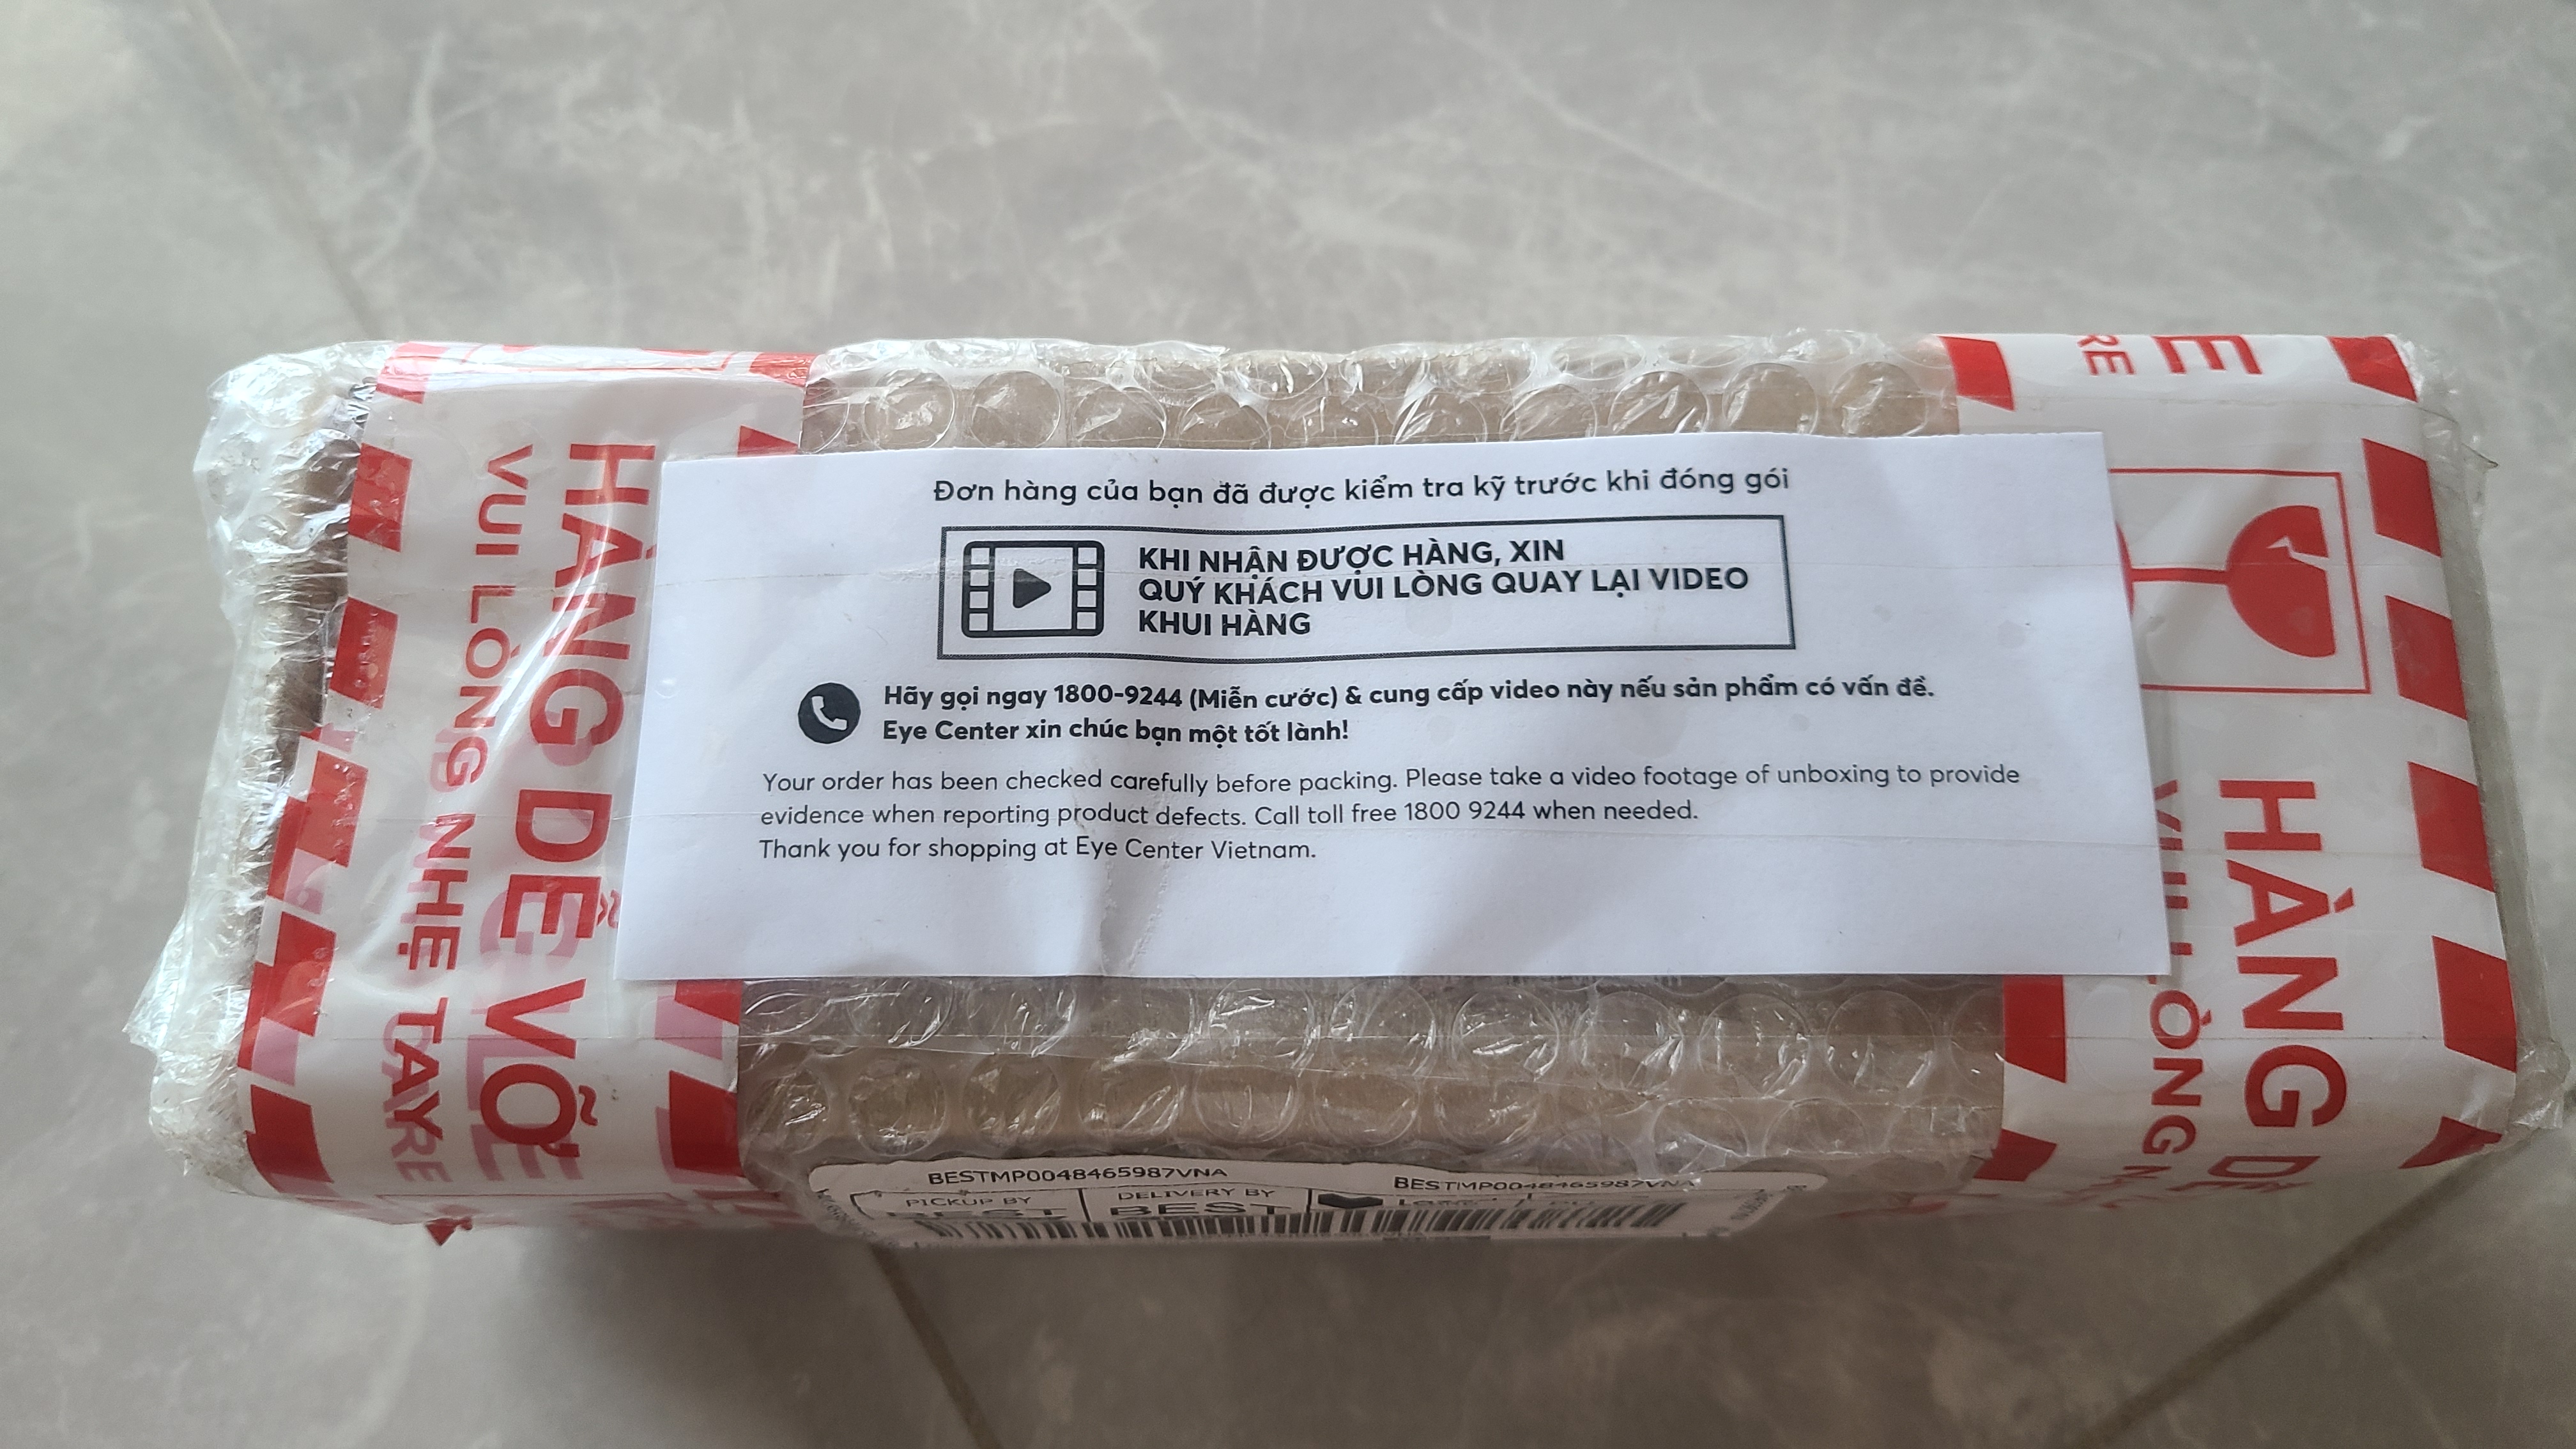 Đơn hàng của bạn đã được kiểm tra kỹ trước khi đóng gói
KHI NHẬN ĐƯỢC HÀNG, XIN
QUÝ KHÁCH VUI LÒNG QUAY LẠI VIDEO
KHUI HÀNG
Hãy gọi ngay 1800-9244 (Miễn cước) & cung cấp video này nếu sản phẩm có vấn đề.
Eye Center xin chúc bạn một tốt lành!
Your order has been checked carefully before packing. Please take a video footage of unboxing to provide
evidence when reporting product defects. Call toll free 1800 9244 when needed.
Thank you for shopping at Eye Center Vietnam.
HÀNG DỄ VỠ
VUI LÒNG NHẸ TAY
HÀNG DỄ
VUI LÒNG
BESTMP0048465987VNA
BESTMP0048465987VNA
PICKUP BY
BEST
DELIVERY BY
BEST